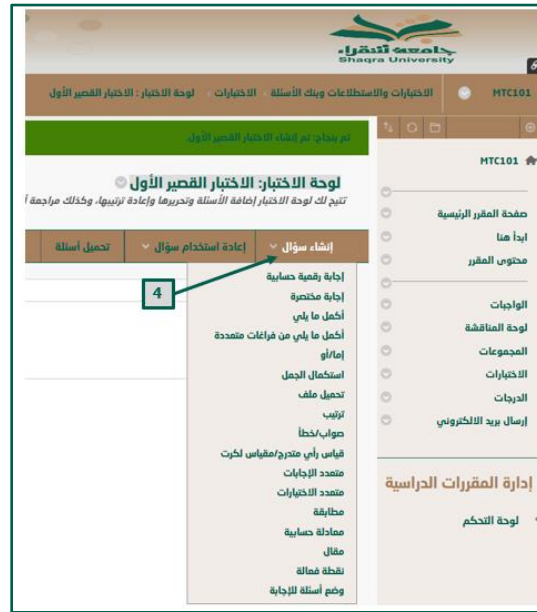 جامعة شقراء
Shaqra University
MTC101
الاختبارات والاستطلاعات وبنك الأسئلة
الاختبارات
لوحة الاختبار : الاختبار القصير الأول
تم بنجاح: تم إنشاء الاختبار القصير الأول.
لوحة الاختبار: الاختبار القصير الأول
تتيح لك لوحة الاختبار إضافة الأسئلة وتحريرها وإعادة ترتيبها، وكذلك مراجعة
إنشاء سؤال
إعادة استخدام سؤال
تحميل أسئلة
4
إجابة رقمية حسابية
إجابة مختصرة
أكمل ما يلي
أكمل ما يلي من فراغات متعددة
إما/أو
استكمال الجمل
تحميل ملف
ترتيب
صواب/خطأ
قياس رأي متدرج/مقياس لكرت
متعدد الإجابات
متعدد الاختيارات
مطابقة
معادلة حسابية
مقال
نقطة فعالة
وضع أسئلة للإجابة
MTC101
صفحة المقرر الرئيسية
ابدأ هنا
محتوى المقرر
الواجبات
لوحة المناقشة
المجموعات
الاختبارات
الدرجات
إرسال بريد الالكتروني
إدارة المقررات الدراسية
لوحة التحكم